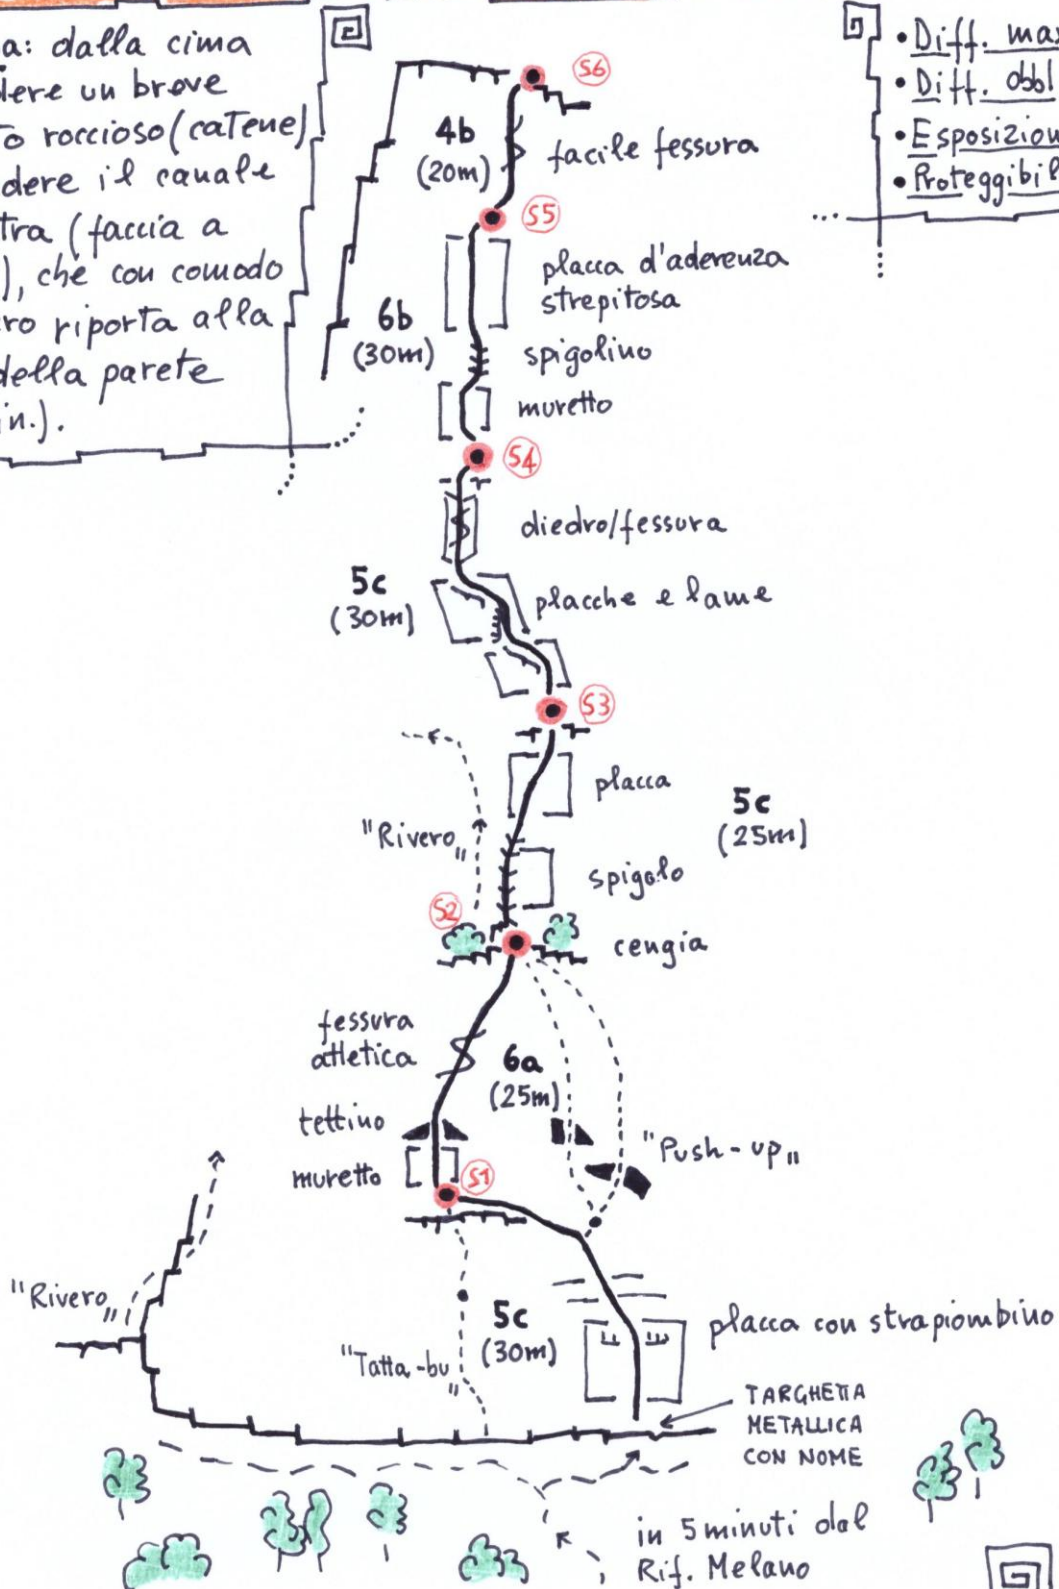 a: dalla cima
dere un breve
to roccioso (catene)
dere il canale
tra (faccia a
), che con comodo
ro riporta alla
della parete
in.).
• Diff. max
• Diff. obbl
• Esposizion
• Proteggibil
S6
4b
(20m)
facile fessura
S5
placca d'aderenza
strepitosa
6b
(30m)
spigolino
muretto
S4
diedro/fessura
5c
(30m)
placche e lame
S3
placca
5c
(25m)
"Rivero"
spigolo
S2
cengia
fessura
atletica
6a
(25m)
tettino
"Push-up"
muretto
S1
"Rivero"
5c
(30m)
placca con strapiombino
"Tatta-bu"
TARGHETTA
METALLICA
CON NOME
in 5 minuti dal
Rif. Melano